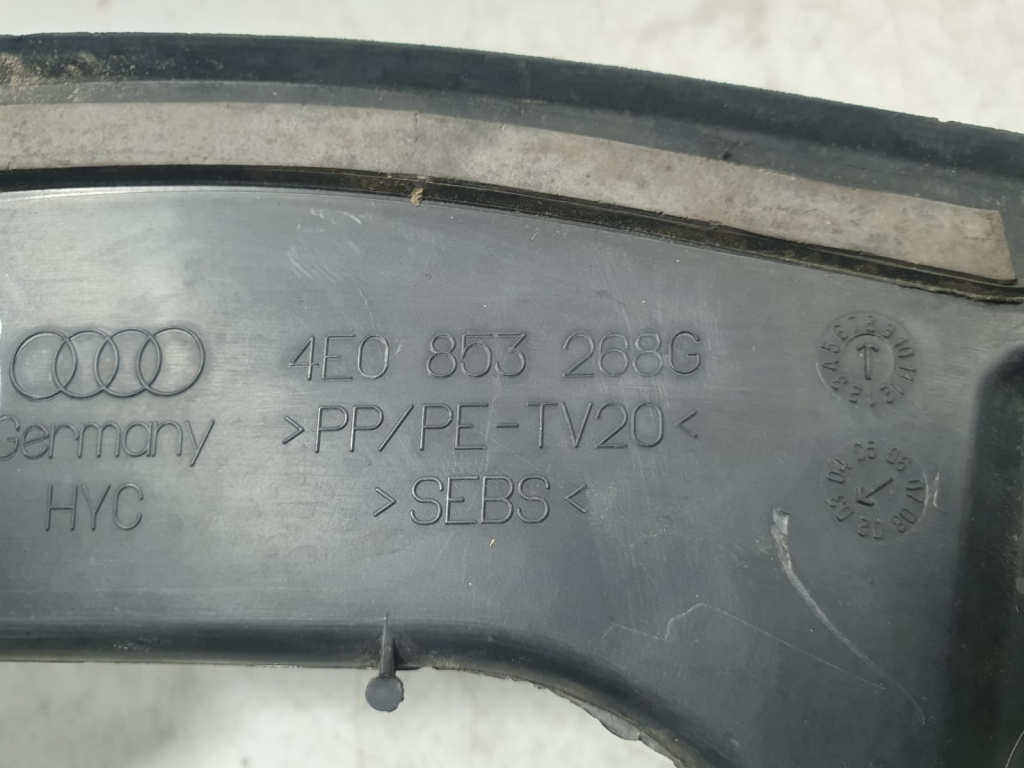 4E0 853 268G
Germany >PP/PE-TV20<
HYC >SEBS<